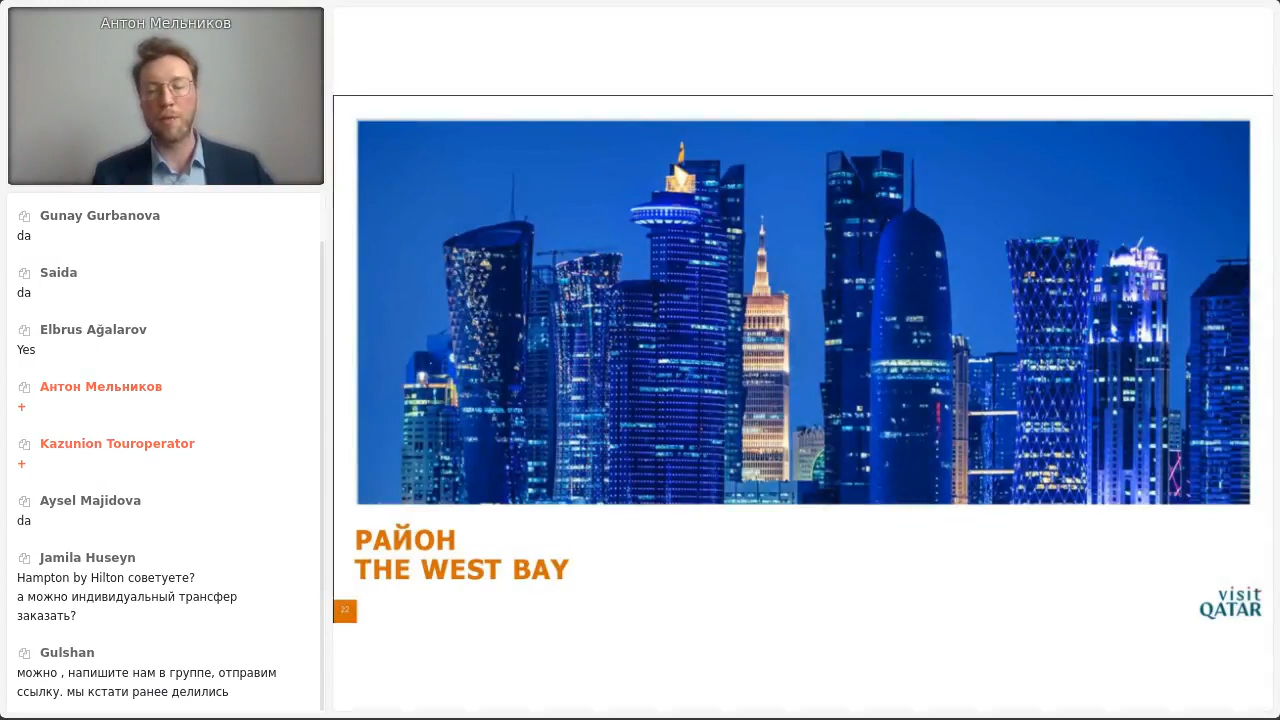 Антон Мельников
Gunay Gurbanova
da
Saida
da
Elbrus Ağalarov
Yes
Антон Мельников
+
Kazunion Touroperator
+
Aysel Majidova
da
Jamila Huseyn
Hampton by Hilton советуете?
а можно индивидуальный трансфер
заказать?
Gulshan
можно , напишите нам в группе, отправим
ссылку. мы кстати ранее делились
РАЙОН
THE WEST BAY
22
visit
QATAR